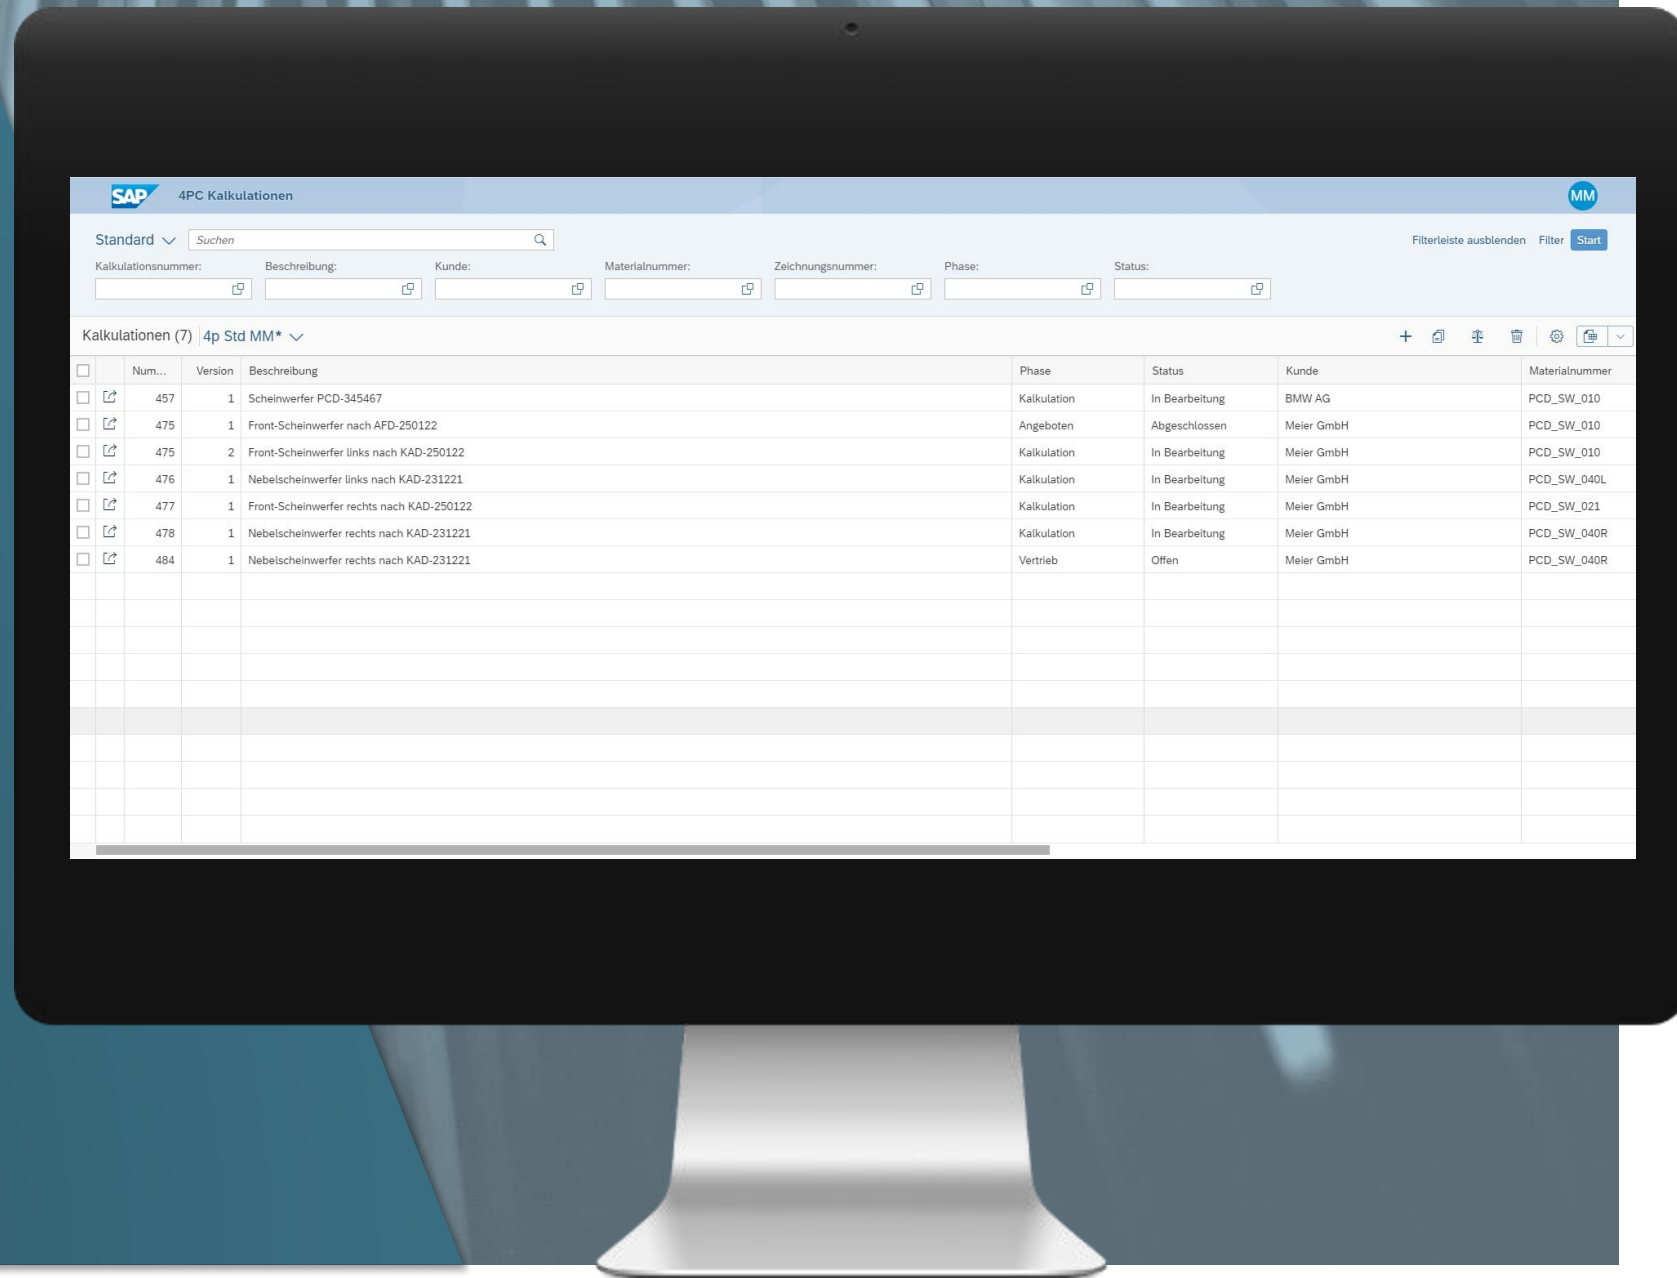 SAP 4PC Kalkulationen MM
Standard Suchen Filterleiste ausblenden Filter Start
Kalkulationsnummer: Beschreibung: Kunde: Materialnummer: Zeichnungsnummer: Phase: Status:
Kalkulationen (7) 4p Std MM*
Num... Version Beschreibung Phase Status Kunde Materialnummer
457 1 Scheinwerfer PCD-345467 Kalkulation In Bearbeitung BMW AG PCD_SW_010
475 1 Front-Scheinwerfer nach AFD-250122 Angeboten Abgeschlossen Meier GmbH PCD_SW_010
475 2 Front-Scheinwerfer links nach KAD-250122 Kalkulation In Bearbeitung Meier GmbH PCD_SW_010
476 1 Nebelscheinwerfer links nach KAD-231221 Kalkulation In Bearbeitung Meier GmbH PCD_SW_040L
477 1 Front-Scheinwerfer rechts nach KAD-250122 Kalkulation In Bearbeitung Meier GmbH PCD_SW_021
478 1 Nebelscheinwerfer rechts nach KAD-231221 Kalkulation In Bearbeitung Meier GmbH PCD_SW_040R
484 1 Nebelscheinwerfer rechts nach KAD-231221 Vertrieb Offen Meier GmbH PCD_SW_040R